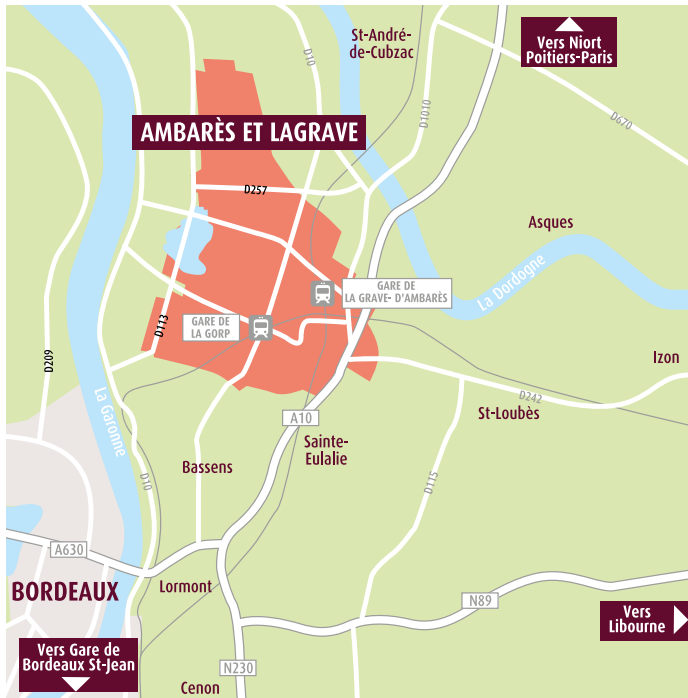 St-André-
de-Cubzac
D10
Vers Niort
Poitiers-Paris
D1010
D670
AMBARÈS ET LAGRAVE
D257
Asques
La Dordogne
GARE DE
LA GRAVE- D'AMBARÈS
GARE DE
LA GORP
D113
D209
La Garonne
Izon
D242
St-Loubès
A10
Sainte-
Eulalie
Bassens
D10
D115
A630
BORDEAUX
Lormont
N89
Vers
Libourne
Vers Gare de
Bordeaux St-Jean
N230
Cenon